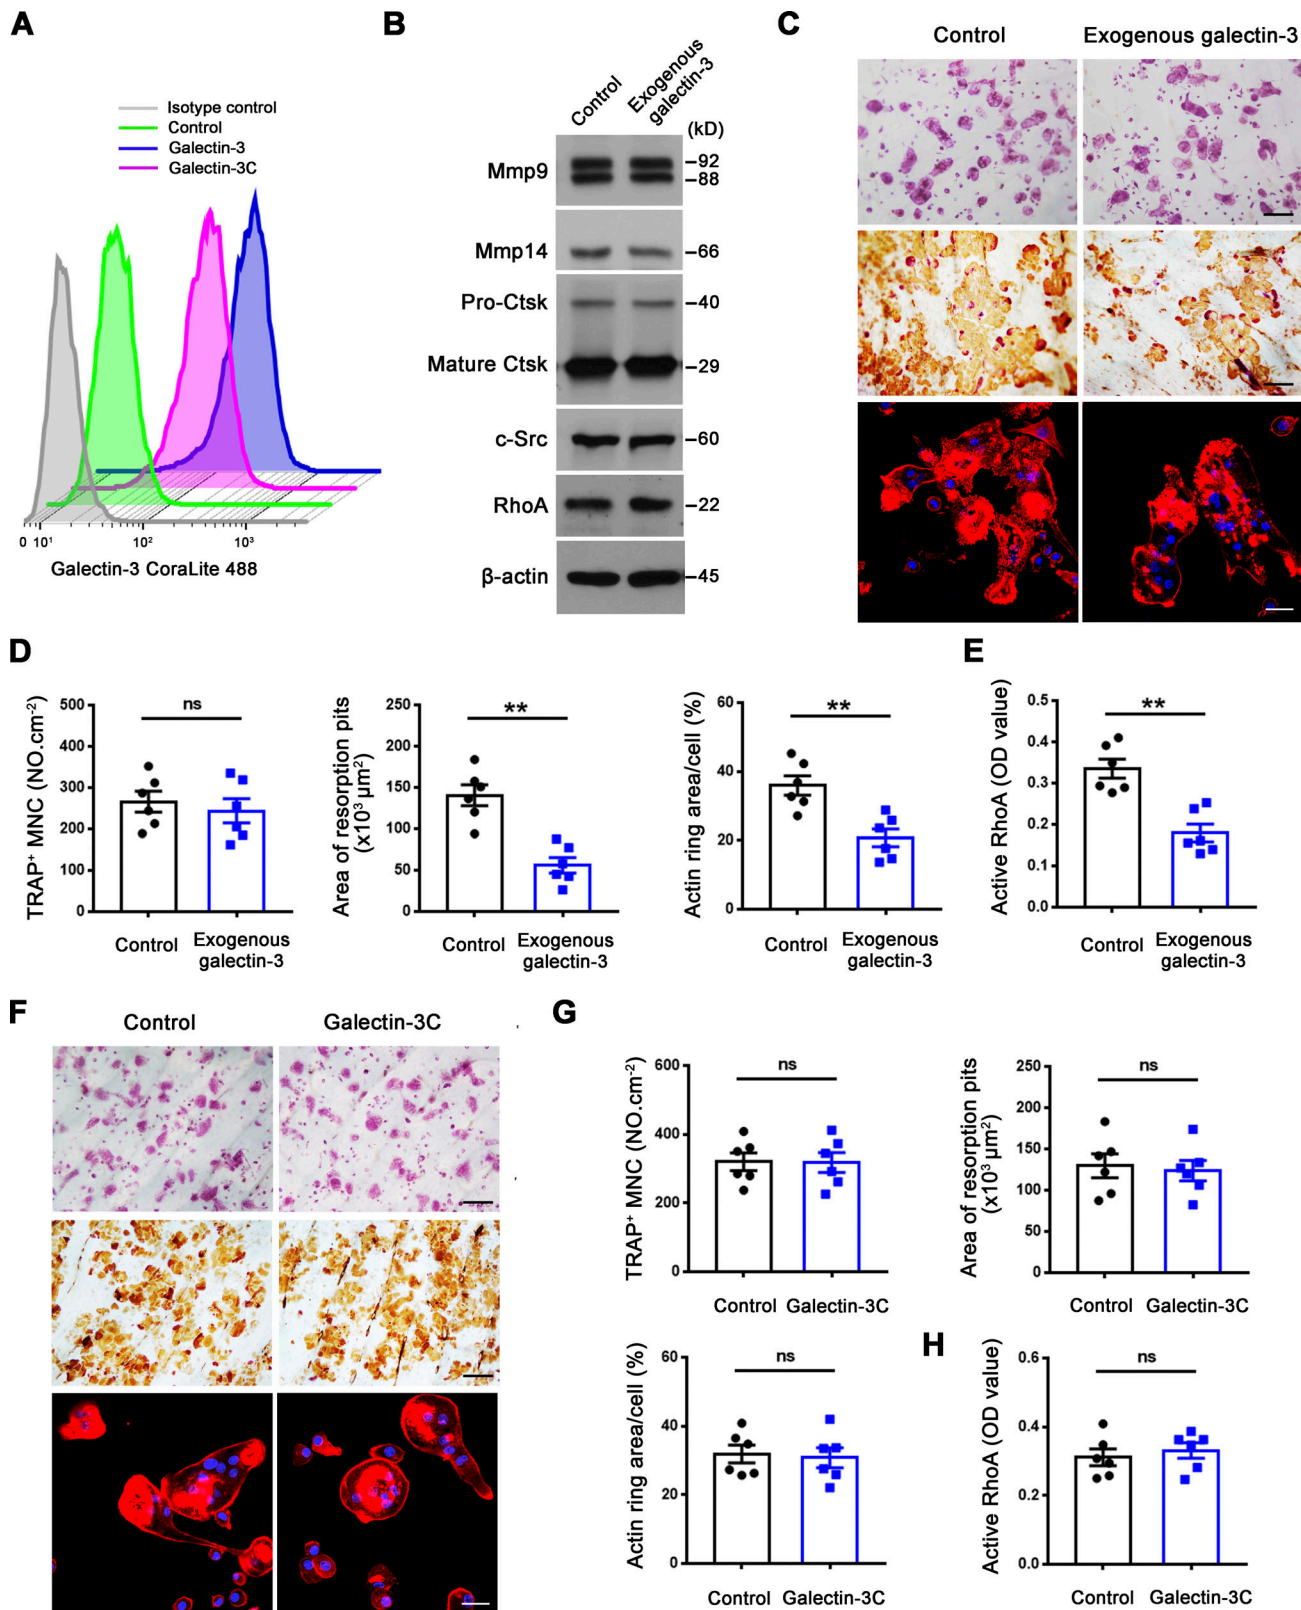 A
Isotype control
Control
Galectin-3
Galectin-3C
0 10¹ 10² 10³
Galectin-3 CoraLite 488
B
Control
Exogenous
galectin-3
(kD)
Mmp9
-92
-88
Mmp14
-66
Pro-Ctsk
-40
Mature Ctsk
-29
c-Src
-60
RhoA
-22
β-actin
-45
C
Control
Exogenous galectin-3
D
TRAP⁺ MNC (NO.cm⁻²)
500
400
300
200
100
0
ns
Control
Exogenous
galectin-3
Area of resorption pits
(x10³ µm²)
250
200
150
100
50
0
**
Control
Exogenous
galectin-3
Actin ring area/cell (%)
60
40
20
0
**
Control
Exogenous
galectin-3
E
Active RhoA (OD value)
0.5
0.4
0.3
0.2
0.1
0.0
**
Control
Exogenous
galectin-3
F
Control
Galectin-3C
G
TRAP⁺ MNC (NO.cm⁻²)
600
400
200
0
ns
Control
Galectin-3C
Area of resorption pits
(x10³ µm²)
250
200
150
100
50
0
ns
Control
Galectin-3C
Actin ring area/cell (%)
60
40
20
0
ns
Control
Galectin-3C
H
Active RhoA (OD value)
0.6
0.4
0.2
0.0
ns
Control
Galectin-3C